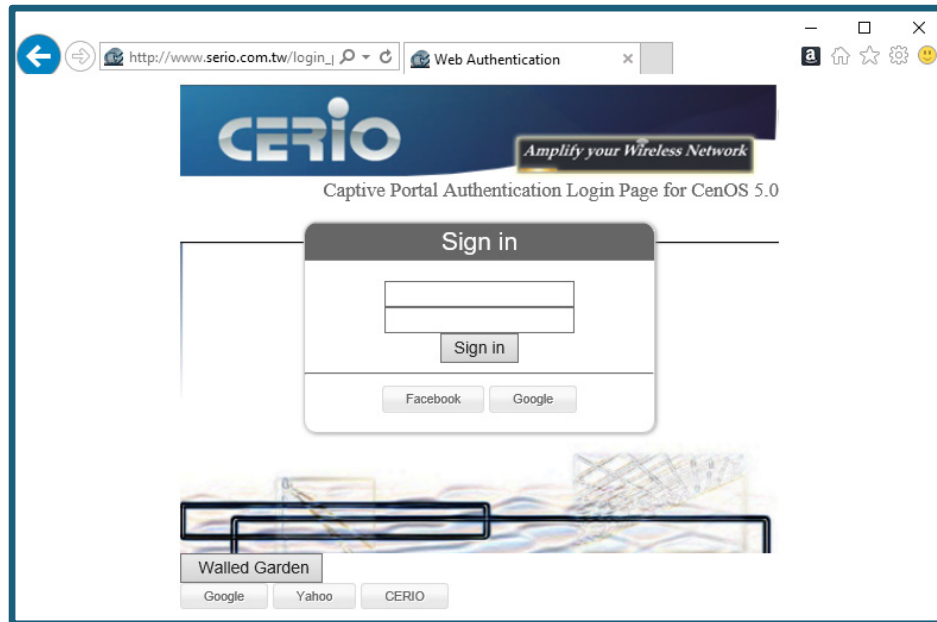 http://www.serio.com.tw/login_
Web Authentication
CERiO
Amplify your Wireless Network
Captive Portal Authentication Login Page for CenOS 5.0
Sign in
Sign in
Facebook Google
Walled Garden
Google Yahoo CERIO